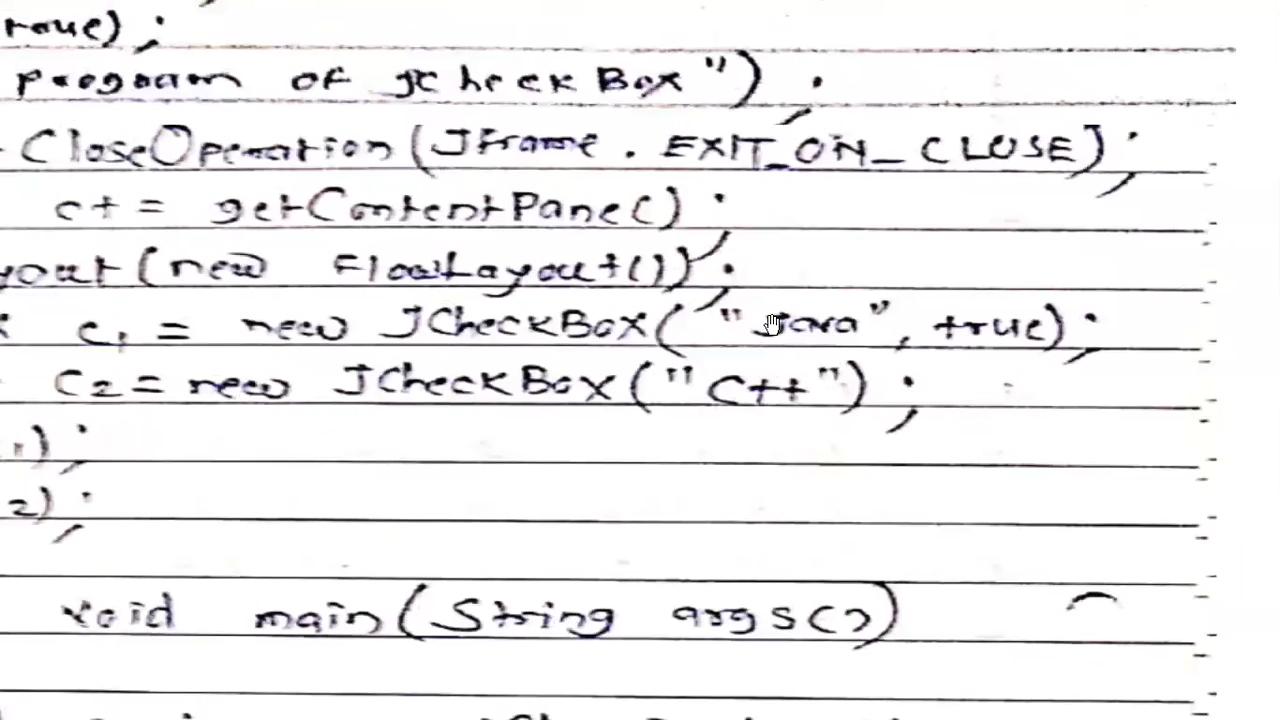 true);
program of JCheckBox");
CloseOperation(JFrame.EXIT_ON_CLOSE);
ct = getContentPane();
yout(new FlowLayout());
c1 = new JCheckBox("Java", true);
c2 = new JCheckBox("C++");
1);
2);
void main(String args[])